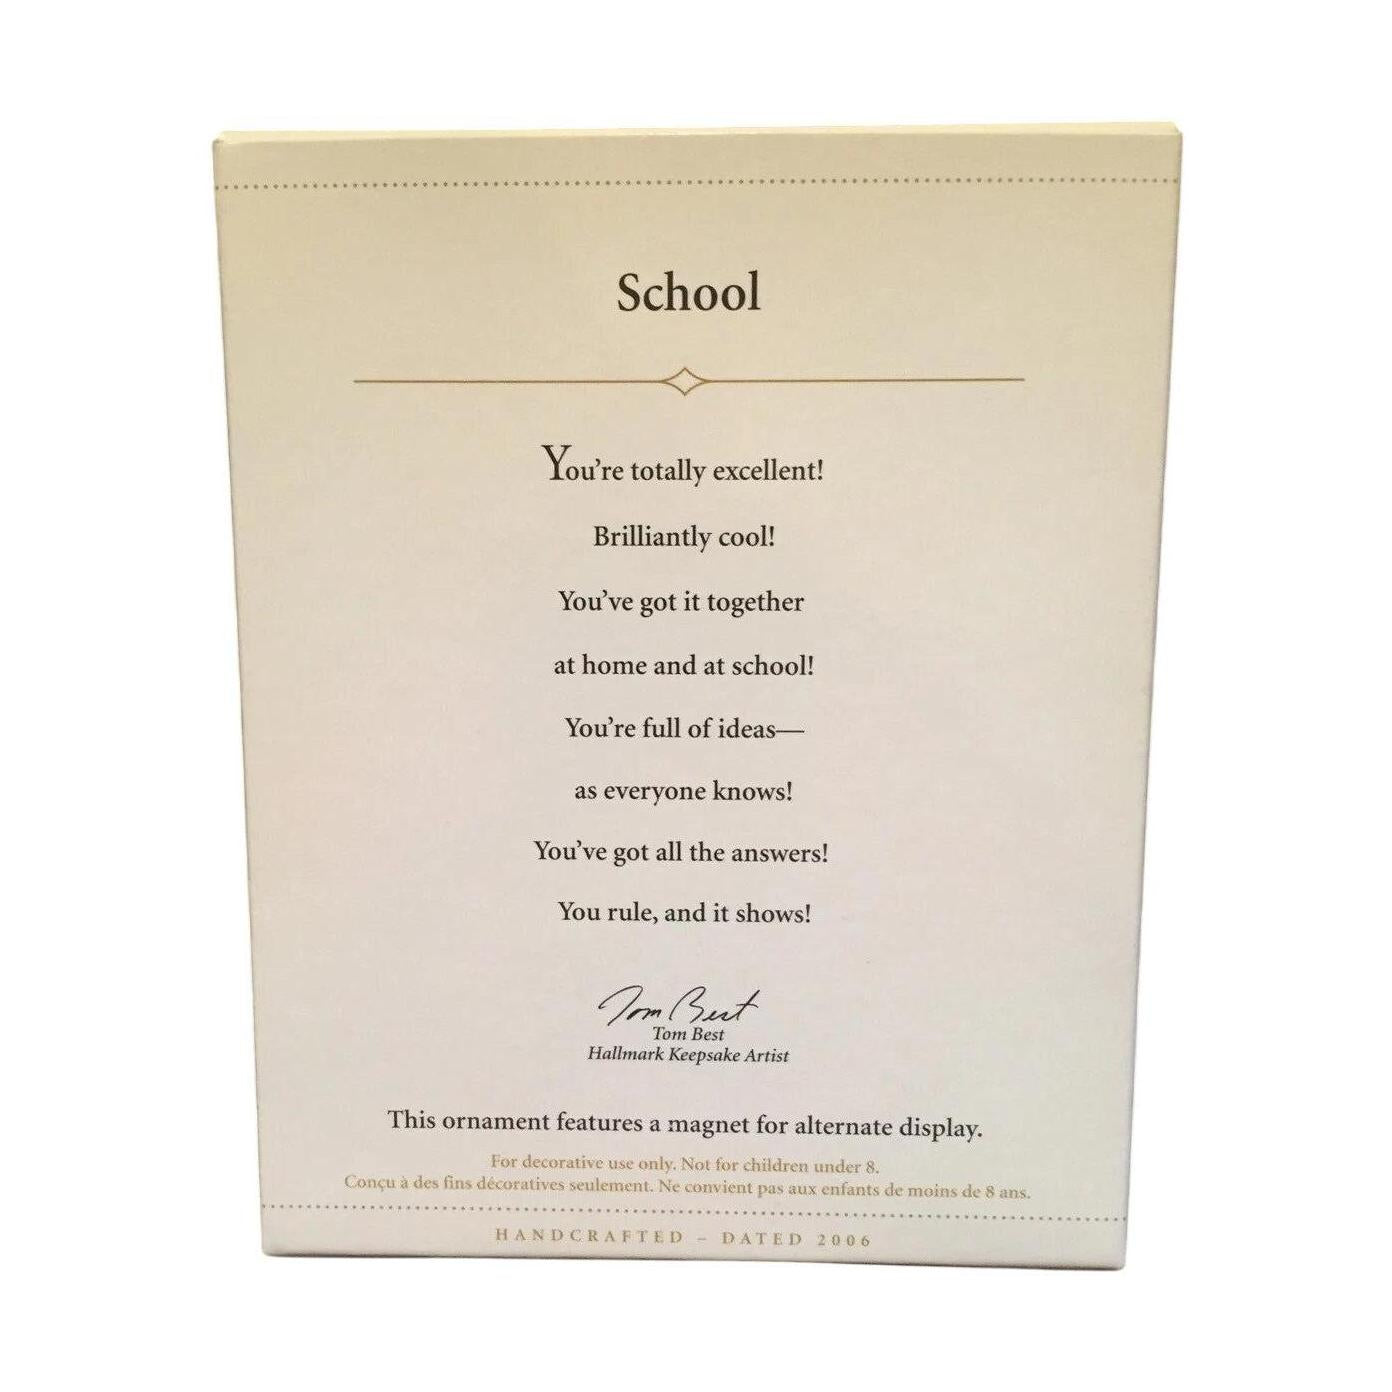 School
You're totally excellent!
Brilliantly cool!
You've got it together
at home and at school!
You're full of ideas—
as everyone knows!
You've got all the answers!
You rule, and it shows!
Tom Best
Tom Best
Hallmark Keepsake Artist
This ornament features a magnet for alternate display.
For decorative use only. Not for children under 8.
Conçu à des fins décoratives seulement. Ne convient pas aux enfants de moins de 8 ans.
HANDCRAFTED – DATED 2006